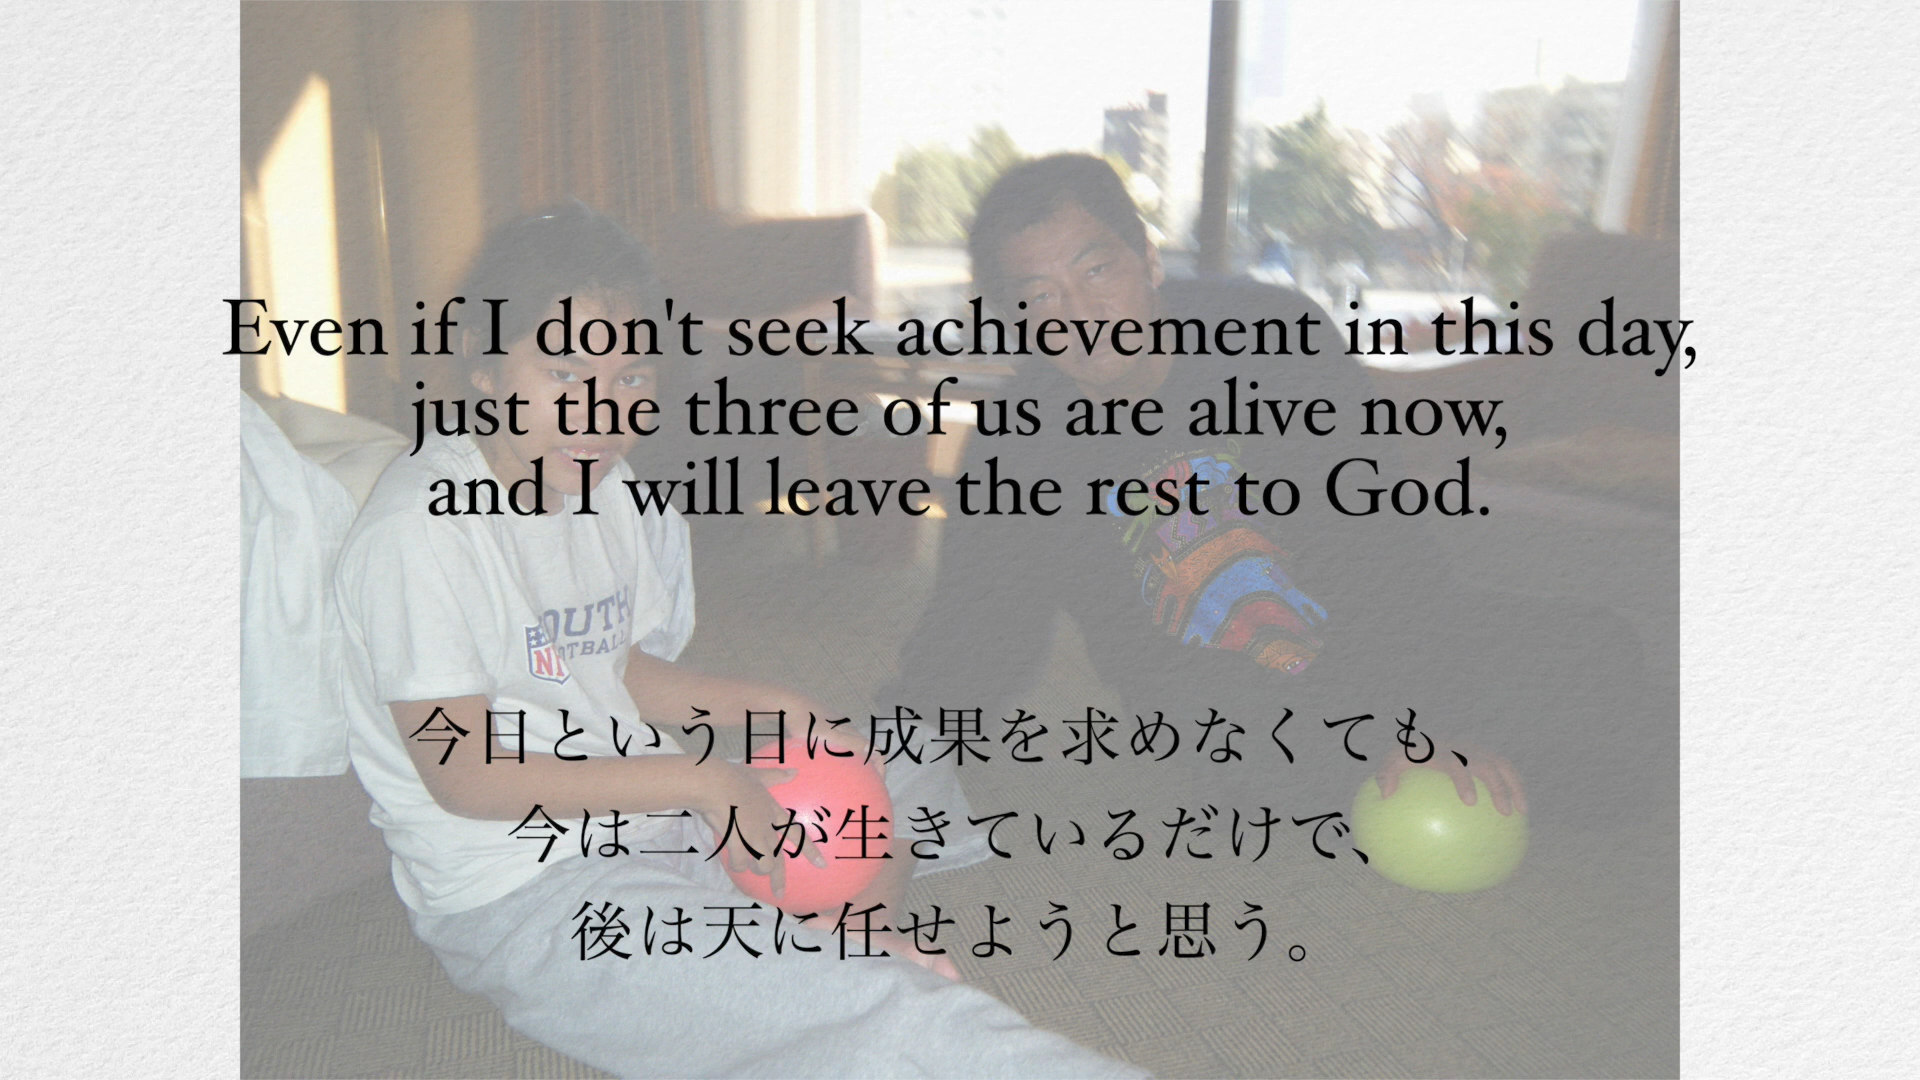 Even if I don't seek achievement in this day,
just the three of us are alive now,
and I will leave the rest to God.
OUTH
NF
OTBALL
今日という日に成果を求めなくても、
今は二人が生きているだけで、
後は天に任せようと思う。